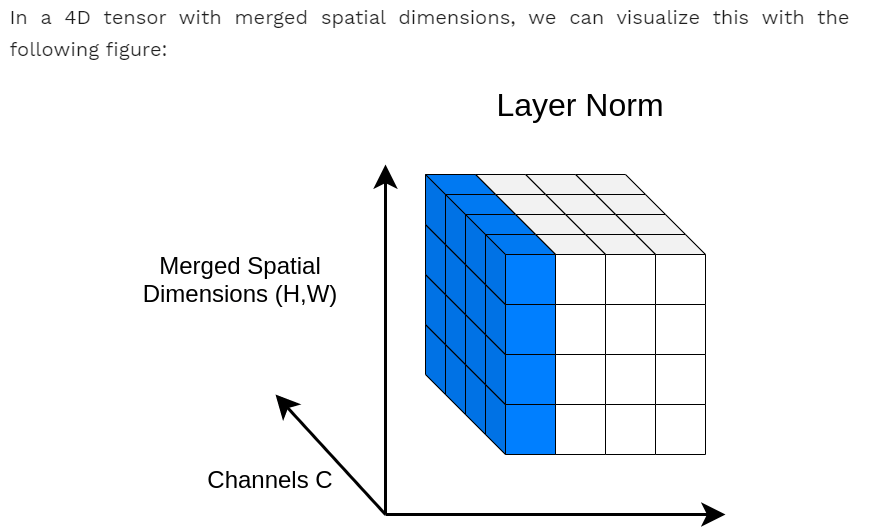 In a 4D tensor with merged spatial dimensions, we can visualize this with the
following figure:
Layer Norm
Merged Spatial
Dimensions (H,W)
Channels C